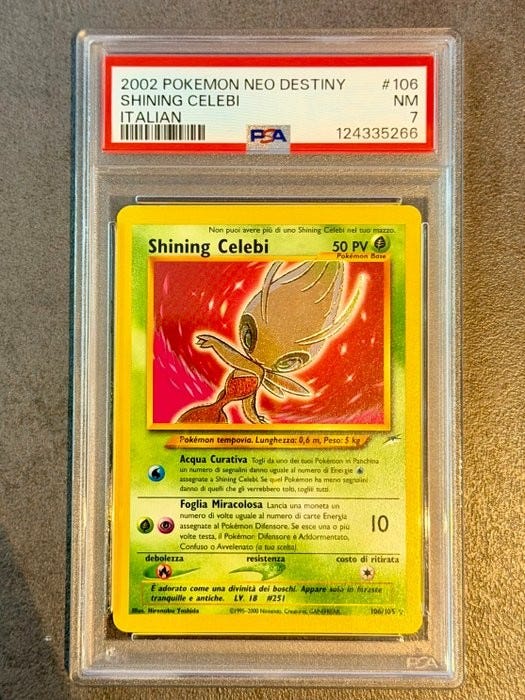 2002 POKEMON NEO DESTINY #106
SHINING CELEBI NM
ITALIAN 7
PSA 124335266
Non puoi avere più di uno Shining Celebi nel tuo mazzo.
Shining Celebi 50 PV
Pokémon Base
Pokémon tempovia. Lunghezza: 0,6 m, Peso: 5 kg
Acqua Curativa Togli da uno dei tuoi Pokémon in Panchina
un numero di segnalini danno uguale al numero di Energie
assegnate a Shining Celebi. Se quel Pokémon ha meno segnalini
danno di quelli che gli verrebbero tolti, togliili tutti.
Foglia Miracolosa Lancia una moneta un
numero di volte uguale al numero di carte Energia
assegnate al Pokémon Difensore. Se esce una o più
volte testa, il Pokémon Difensore è Addormentato,
Confuso o Avvelenato (a tua scelta).
10
debolezza resistenza costo di ritirata
È adorato come una divinità dei boschi. Appare solo in foreste
tranquille e antiche. LV. 18 #251
Illus. Hironobu Yoshida ©1995-2000 Nintendo, Creatures, GAMEFREAK. 106/105
PSA